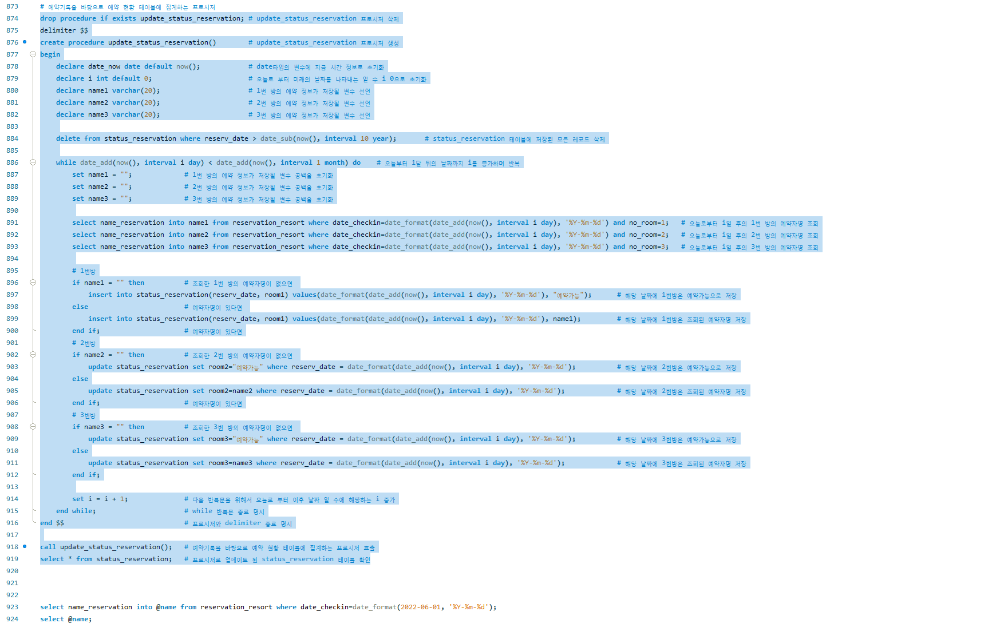 873 # 예약기록을 바탕으로 예약 현황 테이블에 집계하는 프로시저
874 drop procedure if exists update_status_reservation; # update_status_reservation 프로시저 삭제
875 delimiter $$
876 create procedure update_status_reservation() # update_status_reservation 프로시저 생성
877 begin
878 declare date_now date default now(); # date타입의 변수에 지금 시간 정보로 초기화
879 declare i int default 0; # 오늘로 부터 미래의 날짜를 나타내는 일 수 i 0으로 초기화
880 declare name1 varchar(20); # 1번 방의 예약 정보가 저장될 변수 선언
881 declare name2 varchar(20); # 2번 방의 예약 정보가 저장될 변수 선언
882 declare name3 varchar(20); # 3번 방의 예약 정보가 저장될 변수 선언
883
884 delete from status_reservation where reserv_date > date_sub(now(), interval 10 year); # status_reservation 테이블에 저장된 모든 레코드 삭제
885
886 while date_add(now(), interval i day) < date_add(now(), interval 1 month) do # 오늘부터 1달 뒤의 날짜까지 i를 증가하며 반복
887 set name1 = ""; # 1번 방의 예약 정보가 저장될 변수 공백을 초기화
888 set name2 = ""; # 2번 방의 예약 정보가 저장될 변수 공백을 초기화
889 set name3 = ""; # 3번 방의 예약 정보가 저장될 변수 공백을 초기화
890
891 select name_reservation into name1 from reservation_resort where date_checkin=date_format(date_add(now(), interval i day), '%Y-%m-%d') and no_room=1; # 오늘로부터 i일 후의 1번 방의 예약자명 조회
892 select name_reservation into name2 from reservation_resort where date_checkin=date_format(date_add(now(), interval i day), '%Y-%m-%d') and no_room=2; # 오늘로부터 i일 후의 2번 방의 예약자명 조회
893 select name_reservation into name3 from reservation_resort where date_checkin=date_format(date_add(now(), interval i day), '%Y-%m-%d') and no_room=3; # 오늘로부터 i일 후의 3번 방의 예약자명 조회
894
895 # 1번방
896 if name1 = "" then # 조회한 1번 방의 예약자명이 없으면
897 insert into status_reservation(reserv_date, room1) values(date_format(date_add(now(), interval i day), '%Y-%m-%d'), "예약가능"); # 해당 날짜에 1번방은 예약가능으로 저장
898 else # 예약자명이 있다면
899 insert into status_reservation(reserv_date, room1) values(date_format(date_add(now(), interval i day), '%Y-%m-%d'), name1); # 해당 날짜에 1번방은 조회된 예약자명 저장
900 end if; # 예약자명이 있다면
901 # 2번방
902 if name2 = "" then # 조회한 2번 방의 예약자명이 없으면
903 update status_reservation set room2="예약가능" where reserv_date = date_format(date_add(now(), interval i day), '%Y-%m-%d'); # 해당 날짜에 2번방은 예약가능으로 저장
904 else
905 update status_reservation set room2=name2 where reserv_date = date_format(date_add(now(), interval i day), '%Y-%m-%d'); # 해당 날짜에 2번방은 조회된 예약자명 저장
906 end if; # 예약자명이 있다면
907 # 3번방
908 if name3 = "" then # 조회한 3번 방의 예약자명이 없으면
909 update status_reservation set room3="예약가능" where reserv_date = date_format(date_add(now(), interval i day), '%Y-%m-%d'); # 해당 날짜에 3번방은 예약가능으로 저장
910 else
911 update status_reservation set room3=name3 where reserv_date = date_format(date_add(now(), interval i day), '%Y-%m-%d'); # 해당 날짜에 3번방은 조회된 예약자명 저장
912 end if;
913
914 set i = i + 1; # 다음 반복문을 위해서 오늘로 부터 이후 날짜 일 수에 해당하는 i 증가
915 end while; # while 반복문 종료 명시
916 end $$ # 프로시저와 delimiter 종료 명시
917
918 call update_status_reservation(); # 예약기록을 바탕으로 예약 현황 테이블에 집계하는 프로시저 호출
919 select * from status_reservation; # 프로시저로 업데이트 된 status_reservation 테이블 확인
920
921
922
923 select name_reservation into @name from reservation_resort where date_checkin=date_format(2022-06-01, '%Y-%m-%d');
924 select @name;